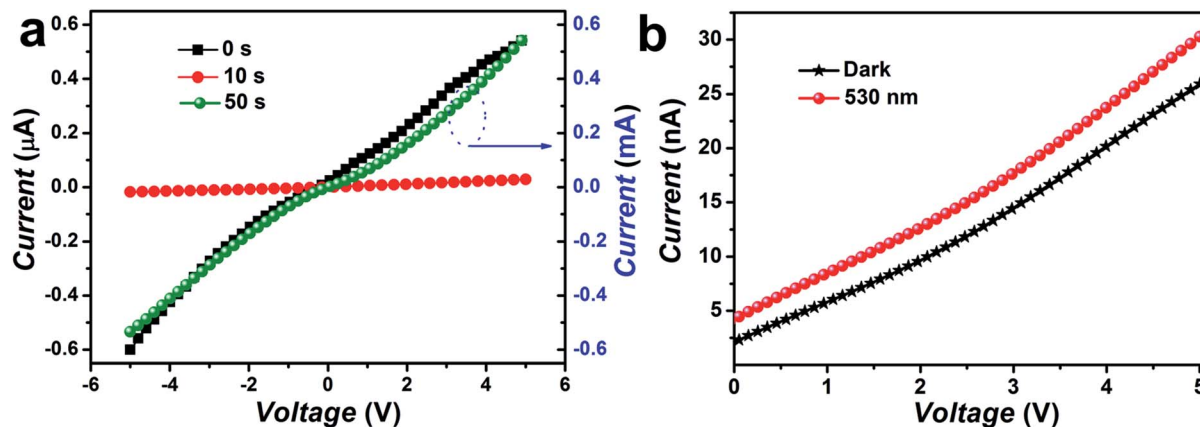 a
0 s
10 s
50 s
0.6
0.4
0.2
0.0
-0.2
-0.4
-0.6
Current (μA)
0.6
0.4
0.2
0.0
-0.2
-0.4
-0.6
Current (mA)
-6 -4 -2 0 2 4 6
Voltage (V)
b
Dark
530 nm
30
25
20
15
10
5
Current (nA)
0 1 2 3 4 5
Voltage (V)